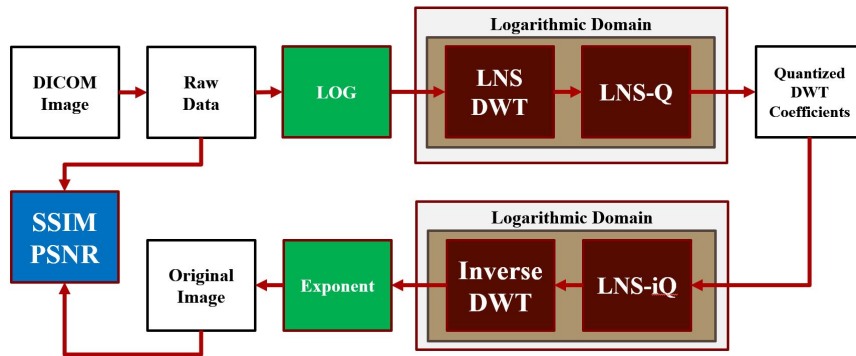 Logarithmic Domain
DICOM
Image
Raw
Data
LOG
LNS
DWT
LNS-Q
Quantized
DWT
Coefficients
SSIM
PSNR
Logarithmic Domain
Original
Image
Exponent
Inverse
DWT
LNS-iQ